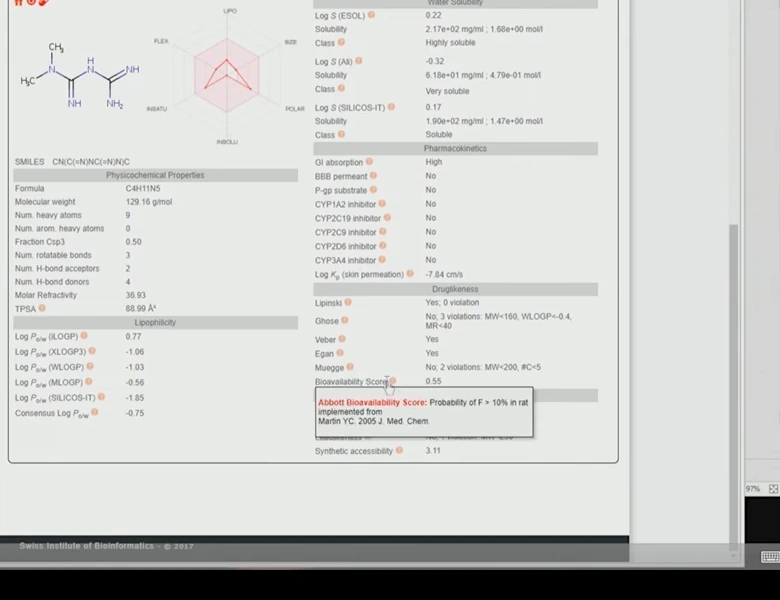 LIPO
FLEX
SIZE
INSATU
POLAR
INSOLU
CH₃
H₃C
N
H
N
NH
NH
NH₂
SMILES CN(C(=N)NC(=N)N)C
Physicochemical Properties
Formula C4H11N5
Molecular weight 129.16 g/mol
Num. heavy atoms 9
Num. arom. heavy atoms 0
Fraction Csp3 0.50
Num. rotatable bonds 3
Num. H-bond acceptors 2
Num. H-bond donors 4
Molar Refractivity 36.93
TPSA 88.99 Å²
Lipophilicity
Log Po/w (iLOGP) 0.77
Log Po/w (XLOGP3) -1.06
Log Po/w (WLOGP) -1.03
Log Po/w (MLOGP) -0.56
Log Po/w (SILICOS-IT) -1.85
Consensus Log Po/w -0.75
Water Solubility
Log S (ESOL) 0.22
Solubility 2.17e+02 mg/ml ; 1.68e+00 mol/l
Class Highly soluble
Log S (Ali) -0.32
Solubility 6.18e+01 mg/ml ; 4.79e-01 mol/l
Class Very soluble
Log S (SILICOS-IT) 0.17
Solubility 1.90e+02 mg/ml ; 1.47e+00 mol/l
Class Soluble
Pharmacokinetics
GI absorption High
BBB permeant No
P-gp substrate No
CYP1A2 inhibitor No
CYP2C19 inhibitor No
CYP2C9 inhibitor No
CYP2D6 inhibitor No
CYP3A4 inhibitor No
Log Kp (skin permeation) -7.84 cm/s
Druglikeness
Lipinski Yes; 0 violation
Ghose No; 3 violations: MW<160, WLOGP<-0.4,
MR<40
Veber Yes
Egan Yes
Muegge No; 2 violations: MW<200, #C<5
Bioavailability Score 0.55
Abbott Bioavailability Score: Probability of F > 10% in rat
implemented from
Martin YC. 2005 J. Med. Chem.
Synthetic accessibility 3.11
97%
Swiss Institute of Bioinformatics - © 2017